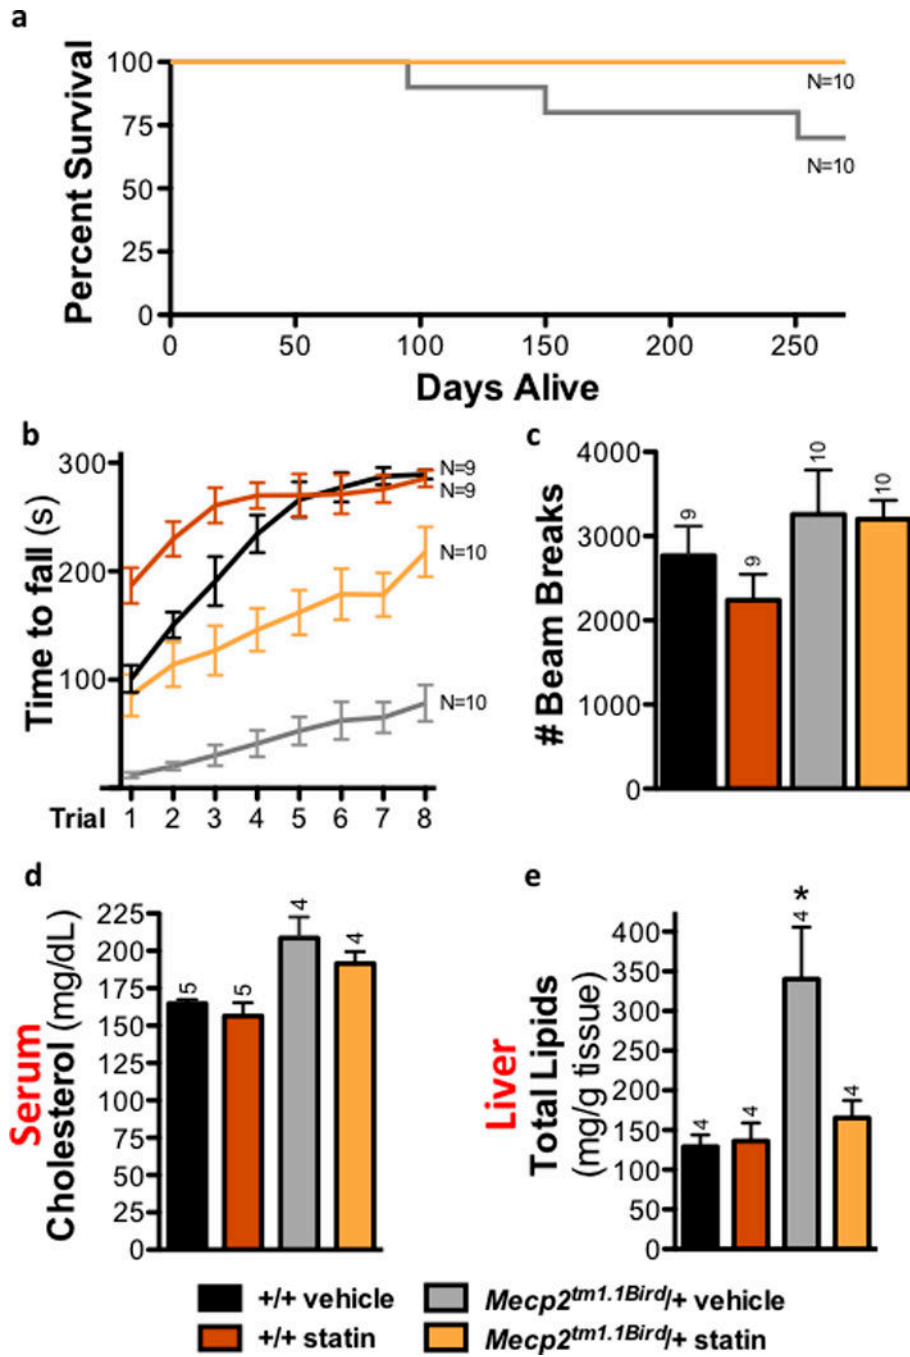 a
Percent Survival
100
75
50
25
0
N=10
N=10
0 50 100 150 200 250
Days Alive
b
Time to fall (s)
300
200
100
N=9
N=9
N=10
N=10
Trial 1 2 3 4 5 6 7 8
c
# Beam Breaks
4000
3000
2000
1000
0
9
9
10
10
d
Serum
Cholesterol (mg/dL)
225
200
175
150
125
100
75
50
25
0
5
5
4
4
e
Liver
Total Lipids
(mg/g tissue)
400
350
300
250
200
150
100
50
0
4
4
*
4
4
+/+ vehicle
Mecp2tm1.1Bird/+ vehicle
+/+ statin
Mecp2tm1.1Bird/+ statin